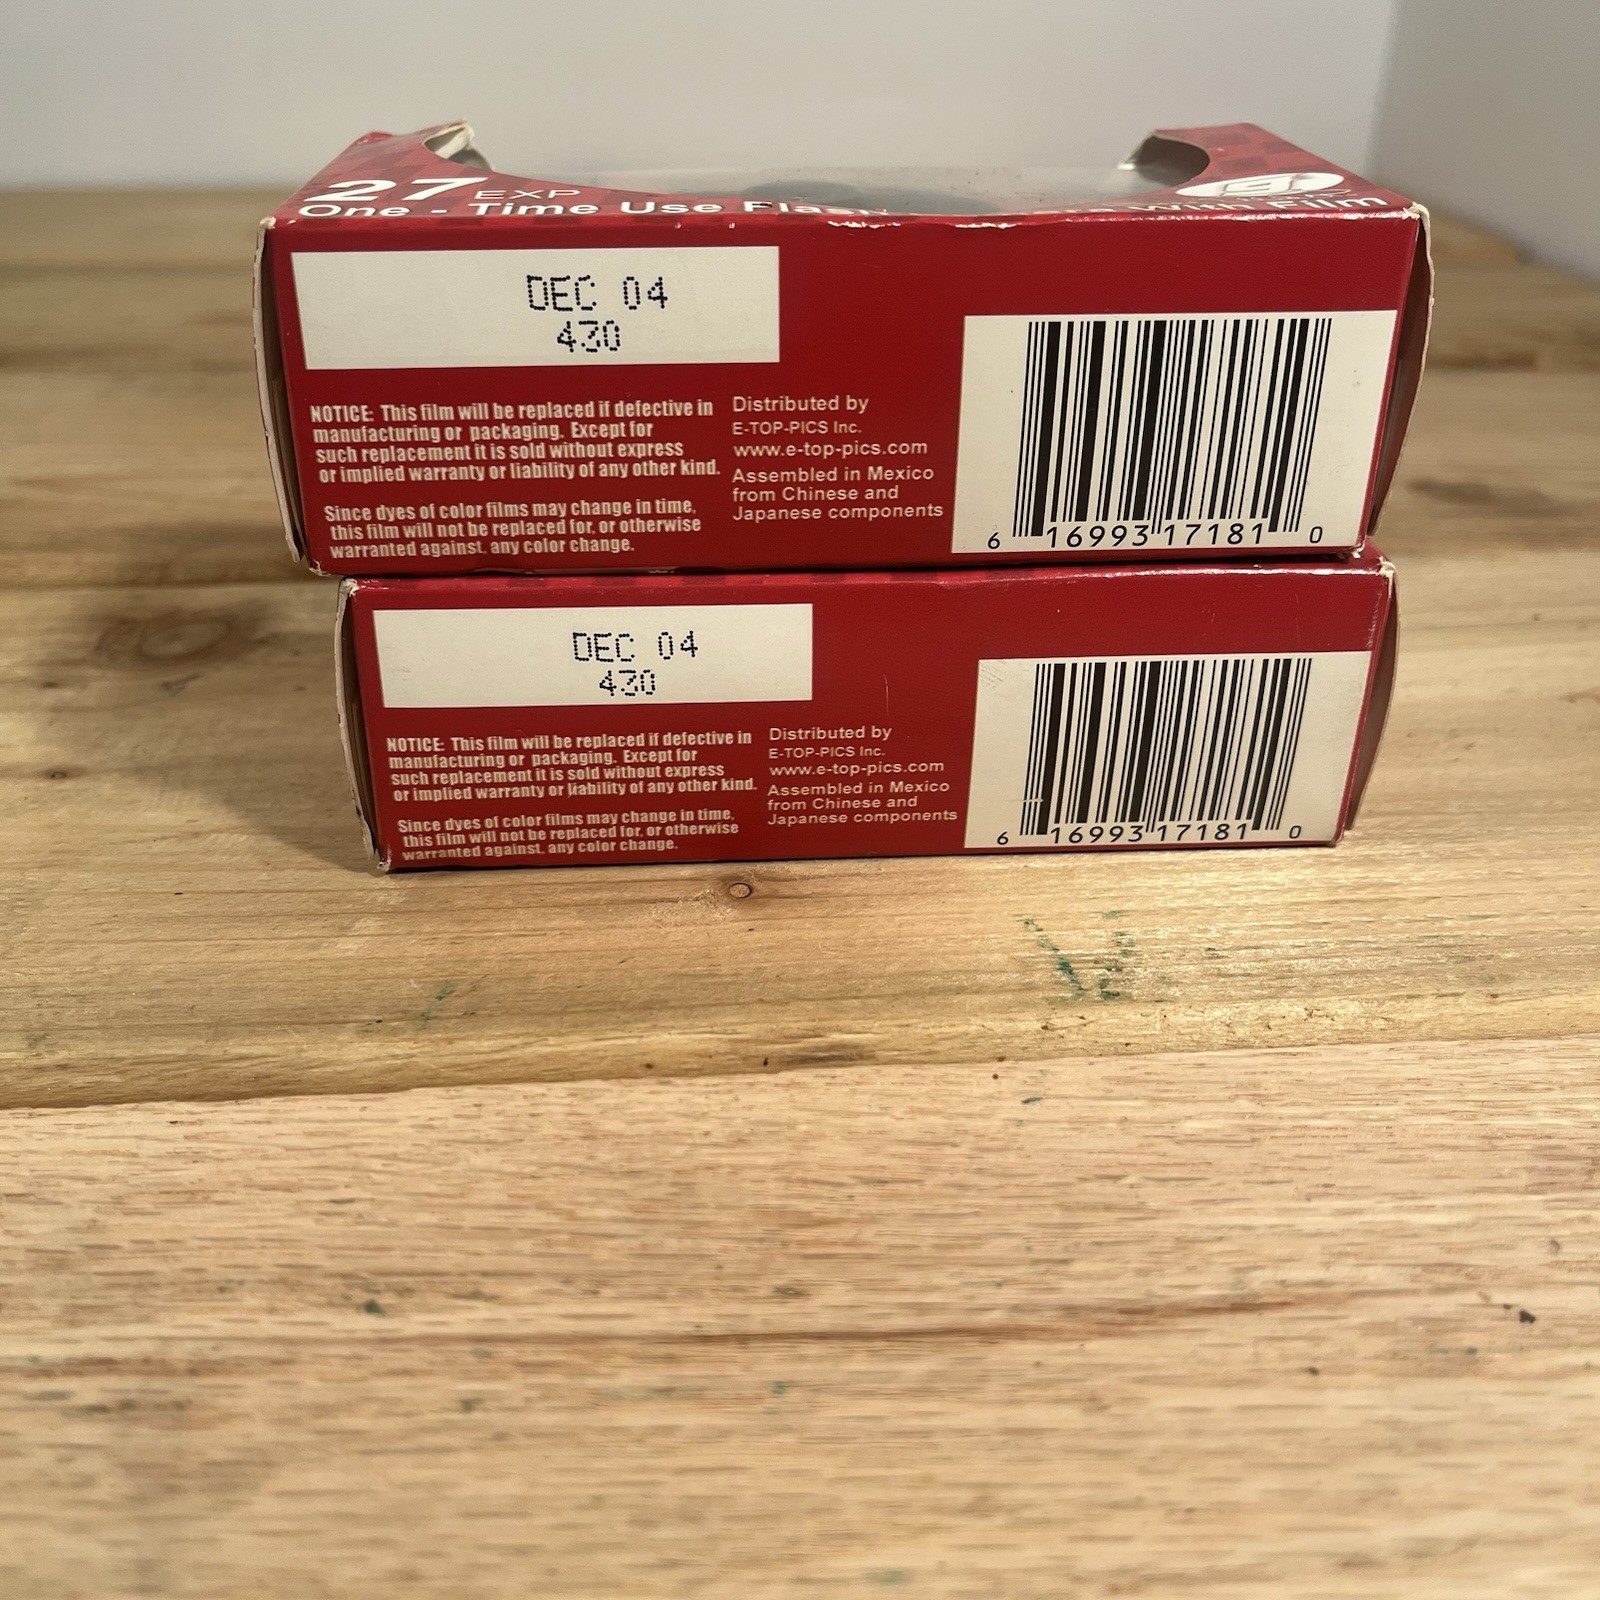 27 EXP
One - Time Use Flash
With Film
DEC 04
430
NOTICE: This film will be replaced if defective in
manufacturing or packaging. Except for
such replacement it is sold without express
or implied warranty or liability of any other kind.
Since dyes of color films may change in time,
this film will not be replaced for, or otherwise
warranted against, any color change.
Distributed by
E-TOP-PICS Inc.
www.e-top-pics.com
Assembled in Mexico
from Chinese and
Japanese components
6 16993 17181 0
DEC 04
430
NOTICE: This film will be replaced if defective in
manufacturing or packaging. Except for
such replacement it is sold without express
or implied warranty or liability of any other kind.
Since dyes of color films may change in time,
this film will not be replaced for, or otherwise
warranted against, any color change.
Distributed by
E-TOP-PICS Inc.
www.e-top-pics.com
Assembled in Mexico
from Chinese and
Japanese components
6 16993 17181 0